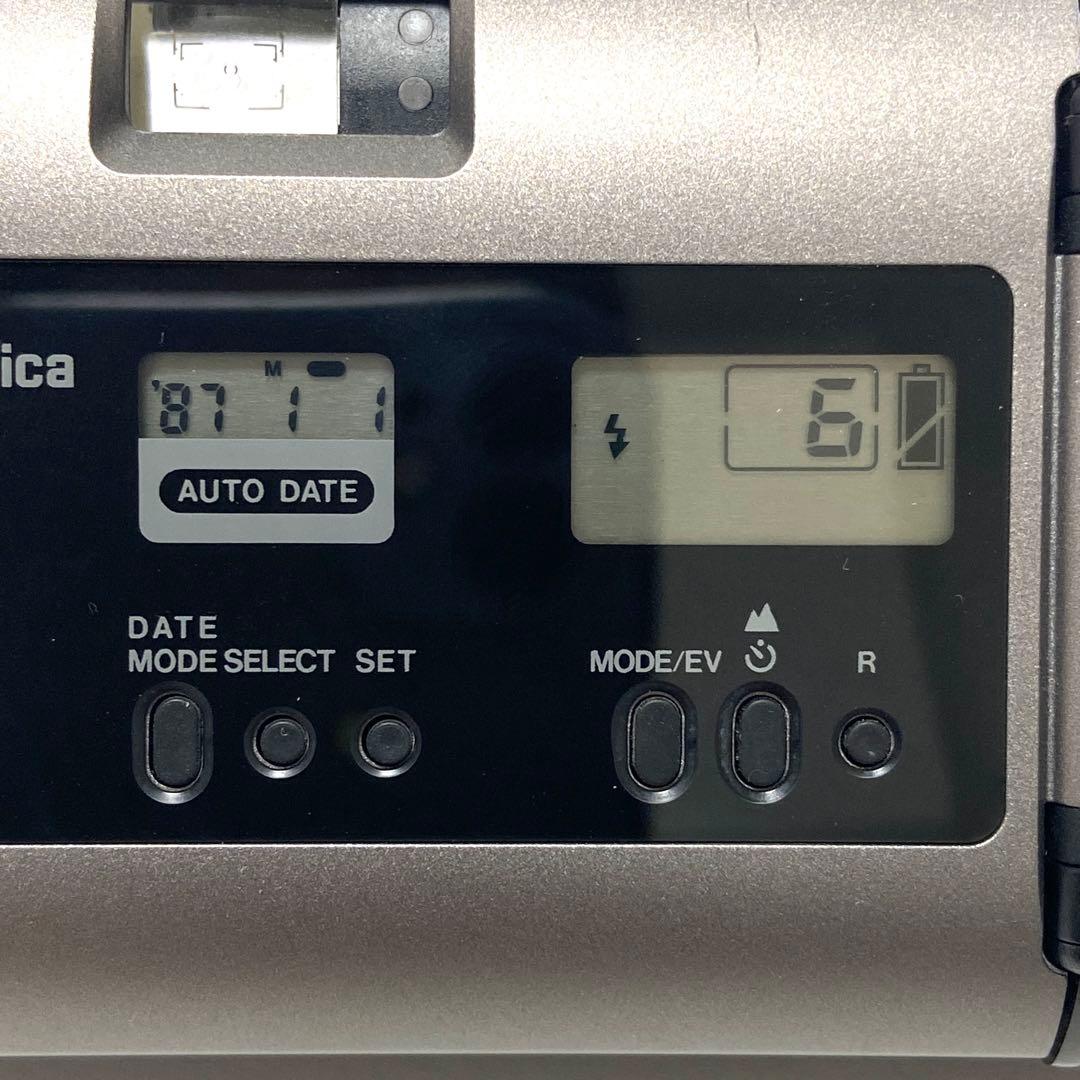 ica
M
'87 1 1
AUTO DATE
6
DATE
MODE SELECT SET
MODE/EV
R